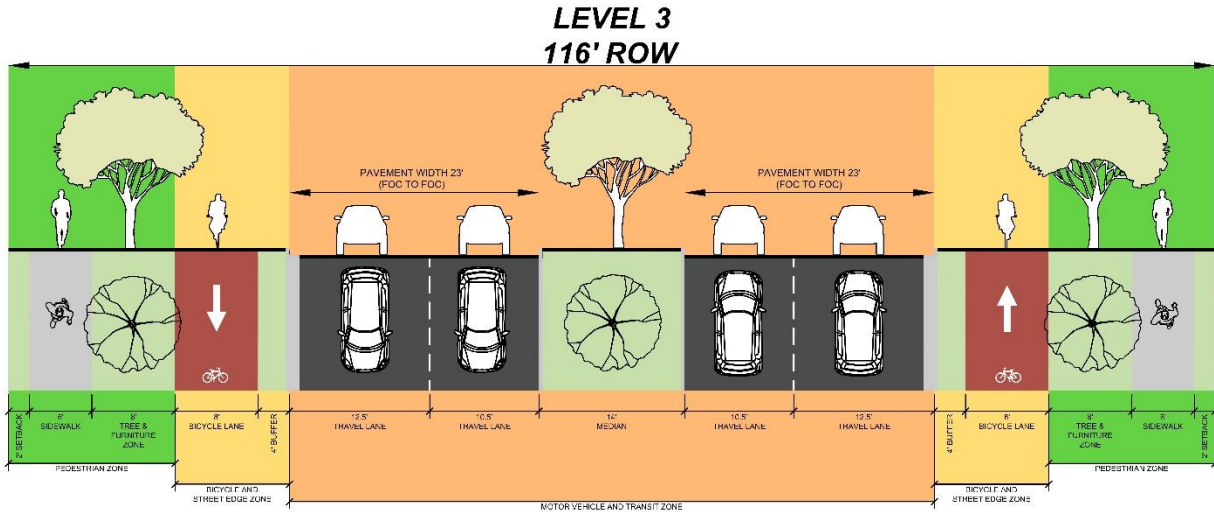 LEVEL 3
116' ROW
PAVEMENT WIDTH 23'
(FOC TO FOC)
PAVEMENT WIDTH 23'
(FOC TO FOC)
2' SETBACK
6'
SIDEWALK
8'
TREE &
FURNITURE
ZONE
8'
BICYCLE LANE
4' BUFFER
12.5'
TRAVEL LANE
10.5'
TRAVEL LANE
14'
MEDIAN
10.5'
TRAVEL LANE
12.5'
TRAVEL LANE
4' BUFFER
8'
BICYCLE LANE
8'
TREE &
FURNITURE
ZONE
6'
SIDEWALK
2' SETBACK
PEDESTRIAN ZONE
BICYCLE AND
STREET EDGE ZONE
MOTOR VEHICLE AND TRANSIT ZONE
BICYCLE AND
STREET EDGE ZONE
PEDESTRIAN ZONE